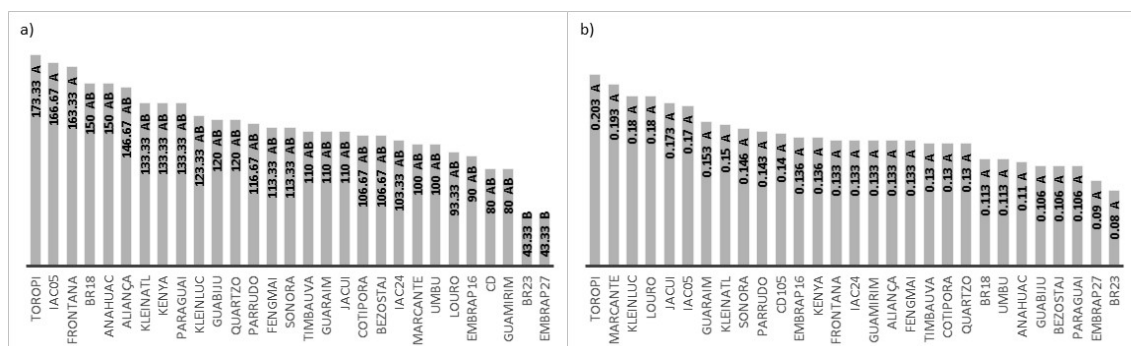 a)
173.33 A
166.67 A
163.33 A
150 AB
150 AB
146.67 AB
133.33 AB
133.33 AB
133.33 AB
123.33 AB
120 AB
120 AB
116.67 AB
113.33 AB
113.33 AB
110 AB
110 AB
110 AB
106.67 AB
106.67 AB
103.33 AB
100 AB
100 AB
93.33 AB
90 AB
80 AB
80 AB
43.33 B
43.33 B
TOROPI
IAC05
FRONTANA
BR18
ANAHUAC
ALIANÇA
KLEINATL
KENYA
PARAGUAI
KLEINLUC
GUABIJU
QUARTZO
PARRUDO
FENGMAI
SONORA
TIMBAUVA
GUARAIM
JACUI
COTIPORA
BEZOSTAJ
IAC24
MARCANTE
UMBU
LOURO
EMBRAP16
CD
GUAMIRIM
BR23
EMBRAP27
b)
0.203 A
0.193 A
0.18 A
0.18 A
0.173 A
0.17 A
0.153 A
0.15 A
0.146 A
0.143 A
0.14 A
0.136 A
0.136 A
0.133 A
0.133 A
0.133 A
0.133 A
0.133 A
0.13 A
0.13 A
0.13 A
0.113 A
0.113 A
0.11 A
0.106 A
0.106 A
0.106 A
0.09 A
0.08 A
TOROPI
MARCANTE
KLEINLUC
LOURO
JACUI
IAC05
GUARAIM
KLEINATL
SONORA
PARRUDO
CD105
EMBRAP16
KENYA
FRONTANA
IAC24
GUAMIRIM
ALIANÇA
FENGMAI
TIMBAUVA
COTIPORA
QUARTZO
BR18
UMBU
ANAHUAC
GUABIJU
BEZOSTAJ
PARAGUAI
EMBRAP27
BR23